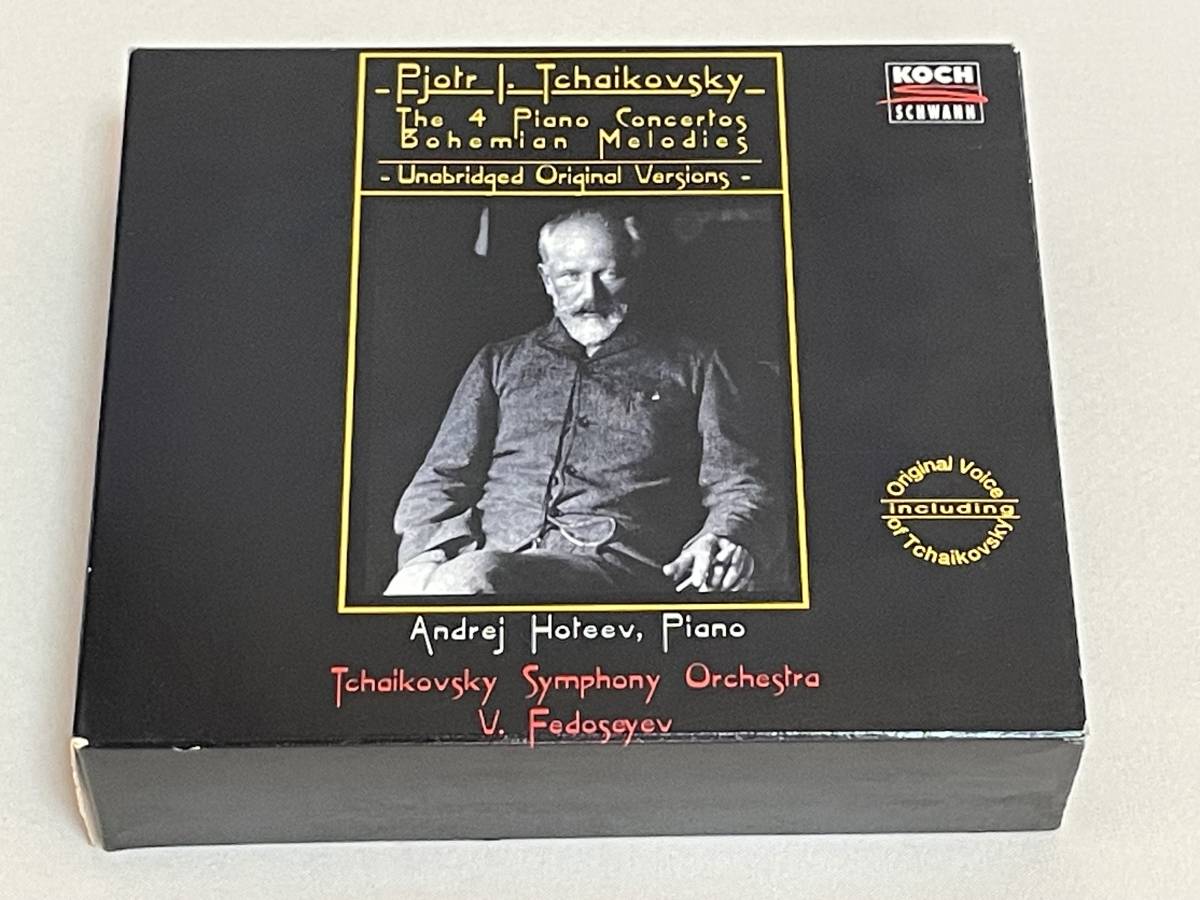 Pjotr I. Tchaikovsky
The 4 Piano Concertos
Bohemian Melodies
- Unabridged Original Versions -
KOCH
SCHWANN
Original Voice
including
of Tchaikovsky
Andrej Hoteev, Piano
Tchaikovsky Symphony Orchestra
V. Fedoseyev